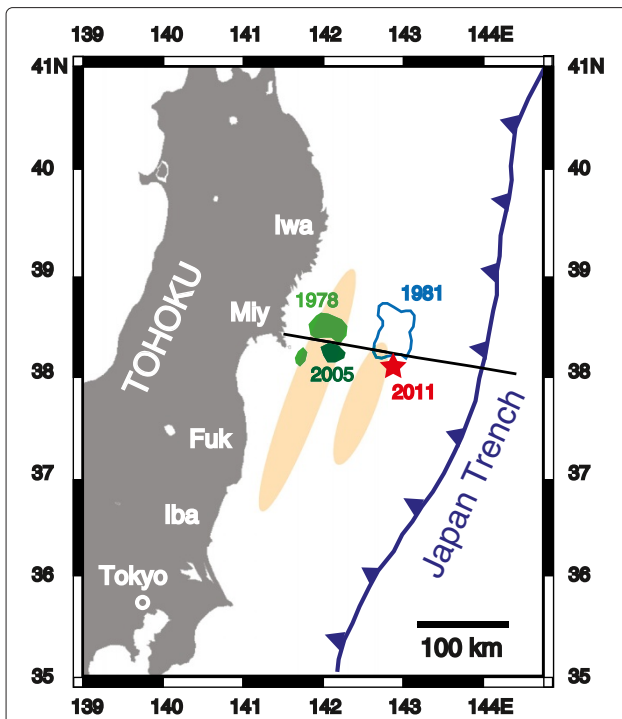 139 140 141 142 143 144E
41N 41N
40 40
Iwa
39 39
1978 1981
Miy
TOHOKU
38 38
2005 2011
Fuk
Japan Trench
37 37
Iba
36 36
Tokyo
100 km
35 35
139 140 141 142 143 144E